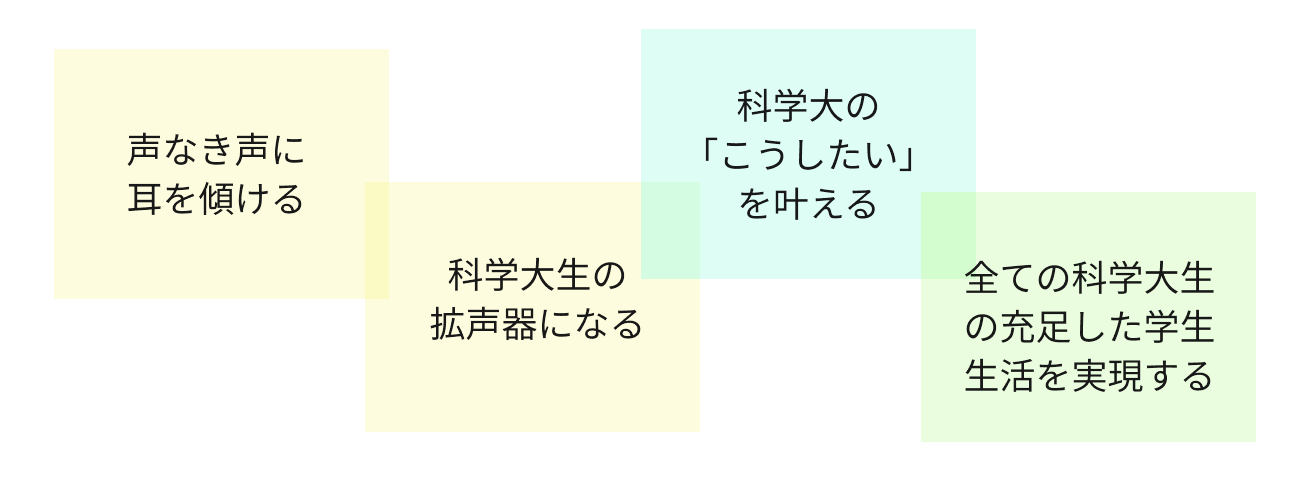 声なき声に
耳を傾ける
科学大生の
拡声器になる
科学大の
「こうしたい」
を叶える
全ての科学大生
の充足した学生
生活を実現する